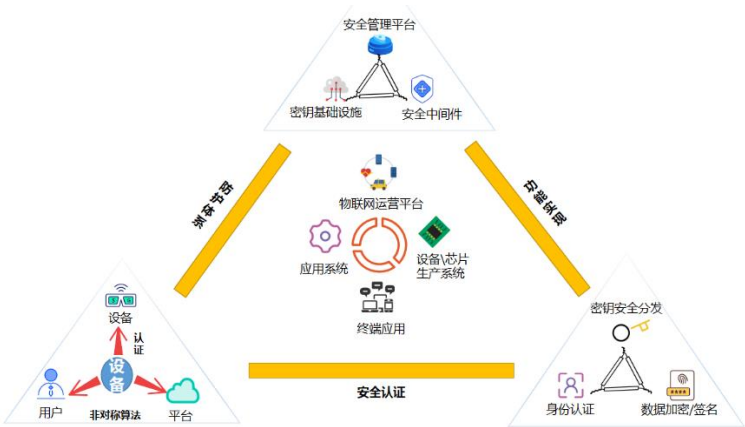 安全管理平台
密钥基础设施
安全中间件
防护体系
功能实现
物联网运营平台
应用系统
设备\芯片
生产系统
终端应用
设备
认证
设备
用户
非对称算法
平台
安全认证
密钥安全分发
身份认证
数据加密/签名